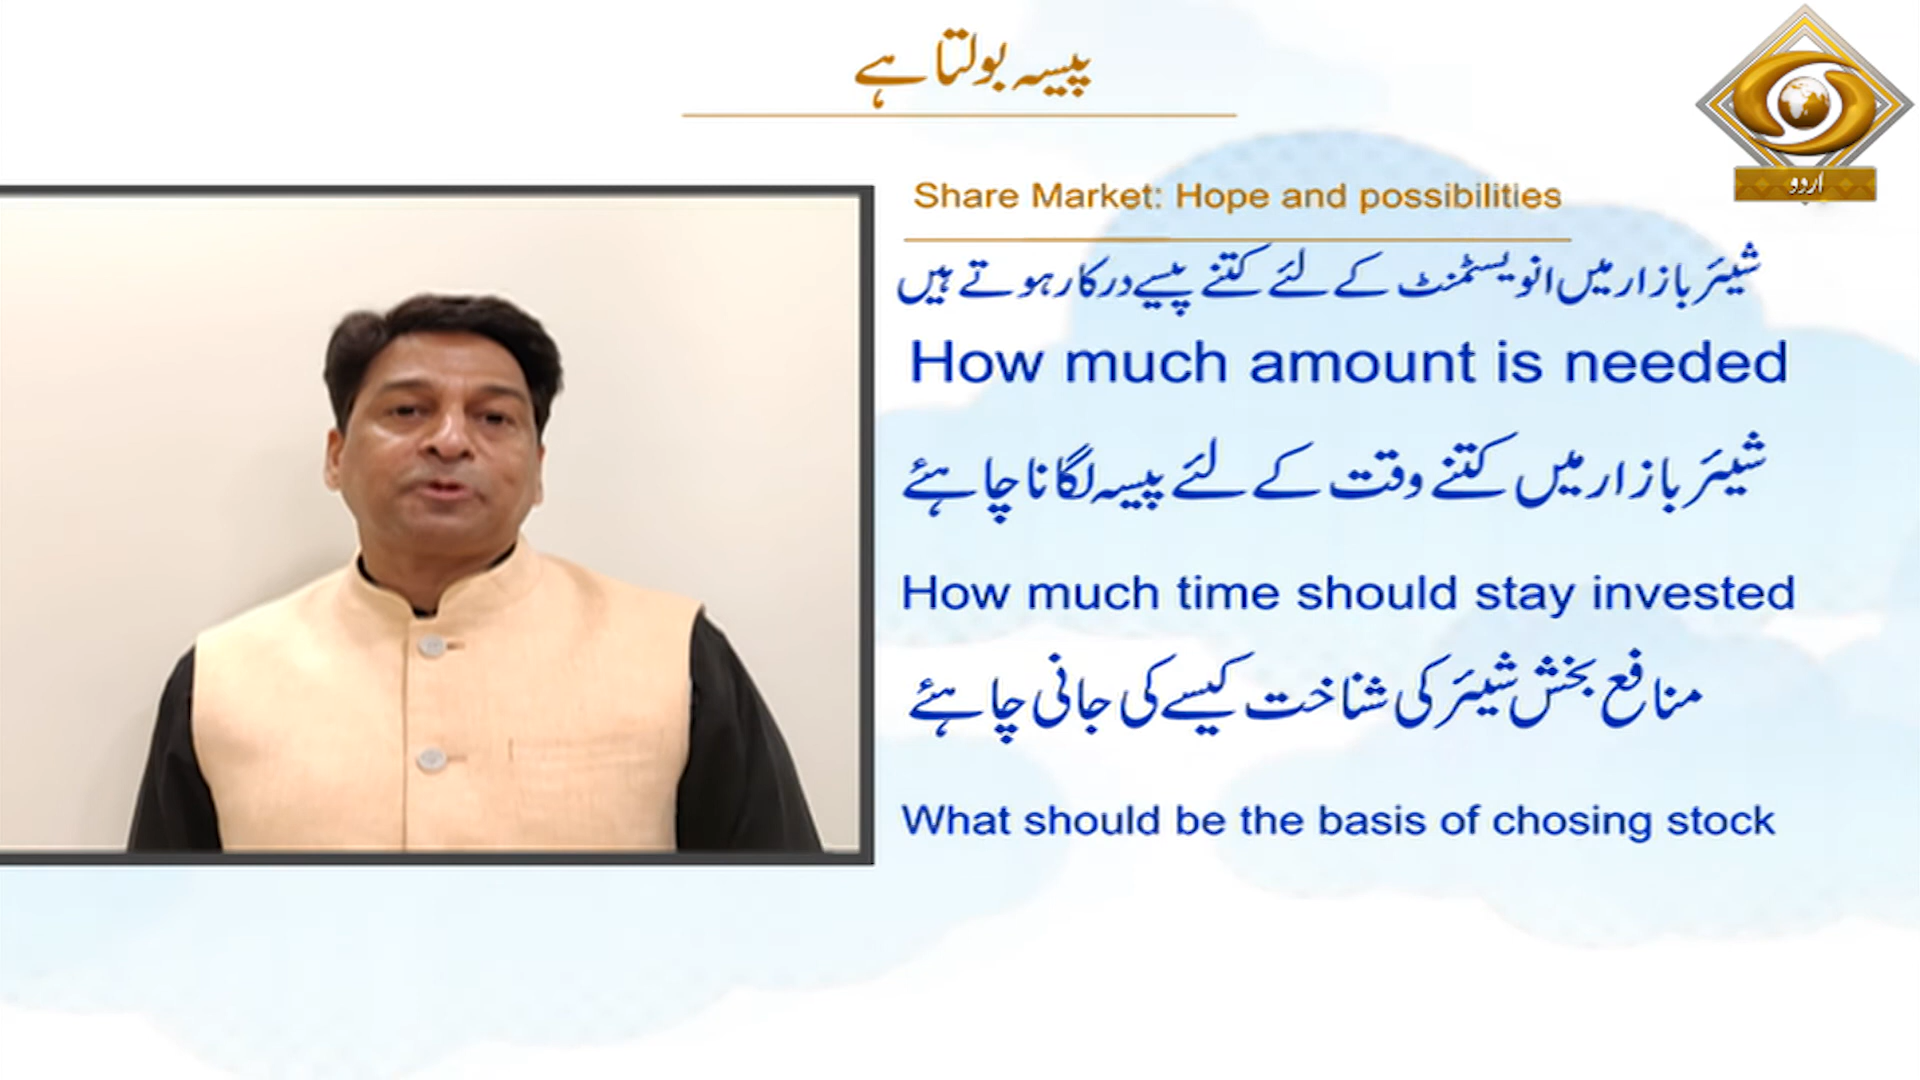 پیسہ بولتا ہے
اردو
Share Market: Hope and possibilities
شیئر بازار میں انویسٹمنٹ کے لئے کتنے پیسے درکار ہوتے ہیں
How much amount is needed
شیئر بازار میں کتنے وقت کے لئے پیسہ لگانا چاہئے
How much time should stay invested
منافع بخش شیئر کی شناخت کیسے کی جانی چاہئے
What should be the basis of chosing stock